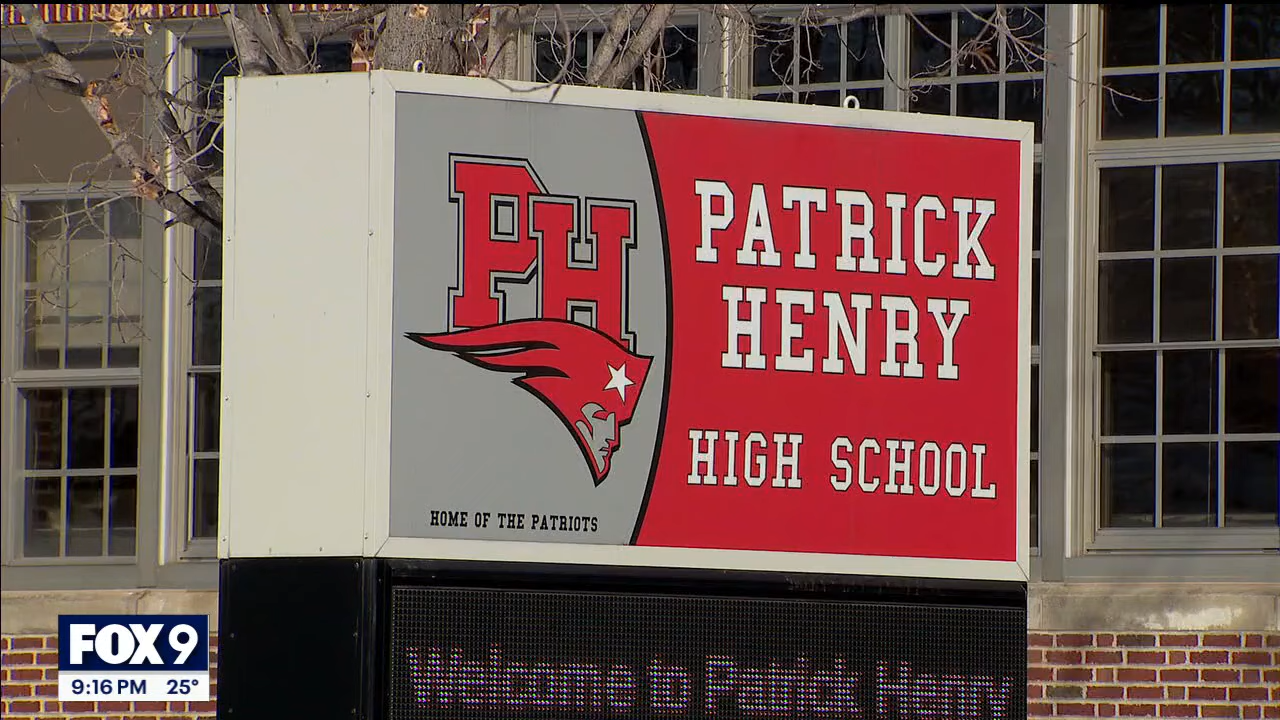 PH
PATRICK
HENRY
HIGH SCHOOL
HOME OF THE PATRIOTS
Welcome to Patrick Henry
FOX 9
9:16 PM 25°